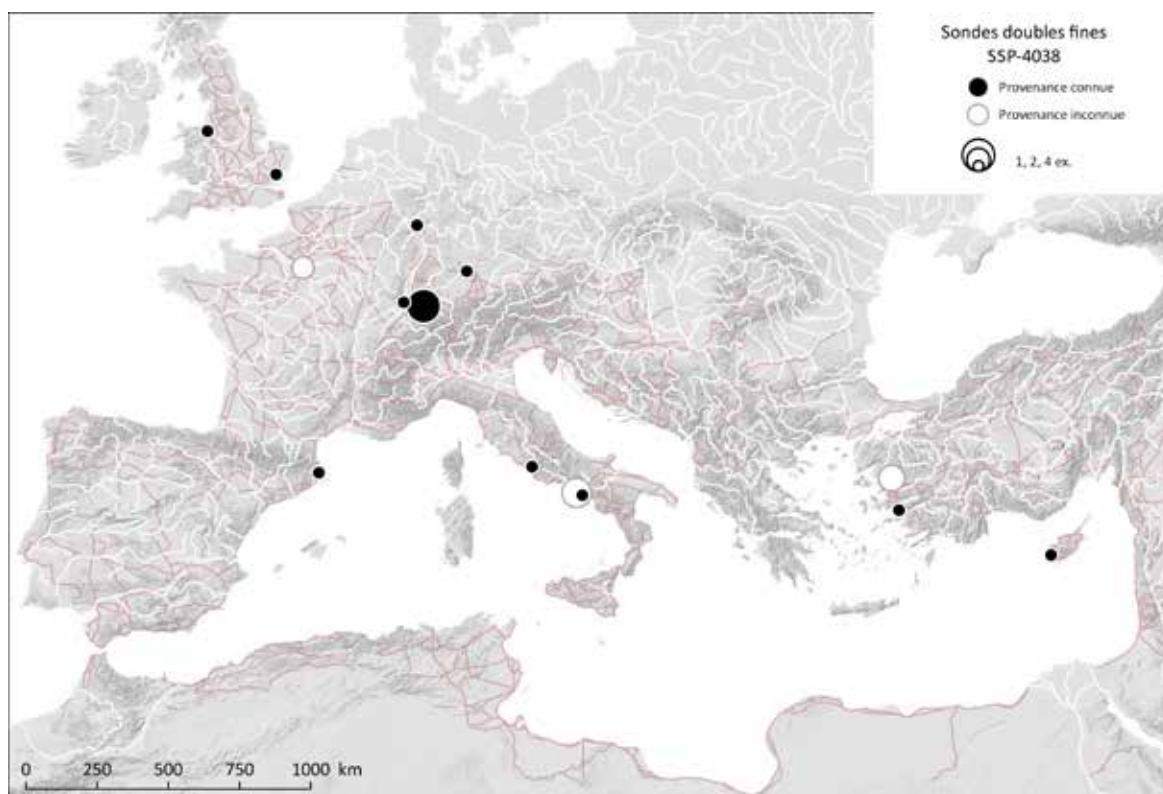 Sondes doubles fines
SSP-4038
Provenance connue
Provenance inconnue
1, 2, 4 ex.
0 250 500 750 1000 km